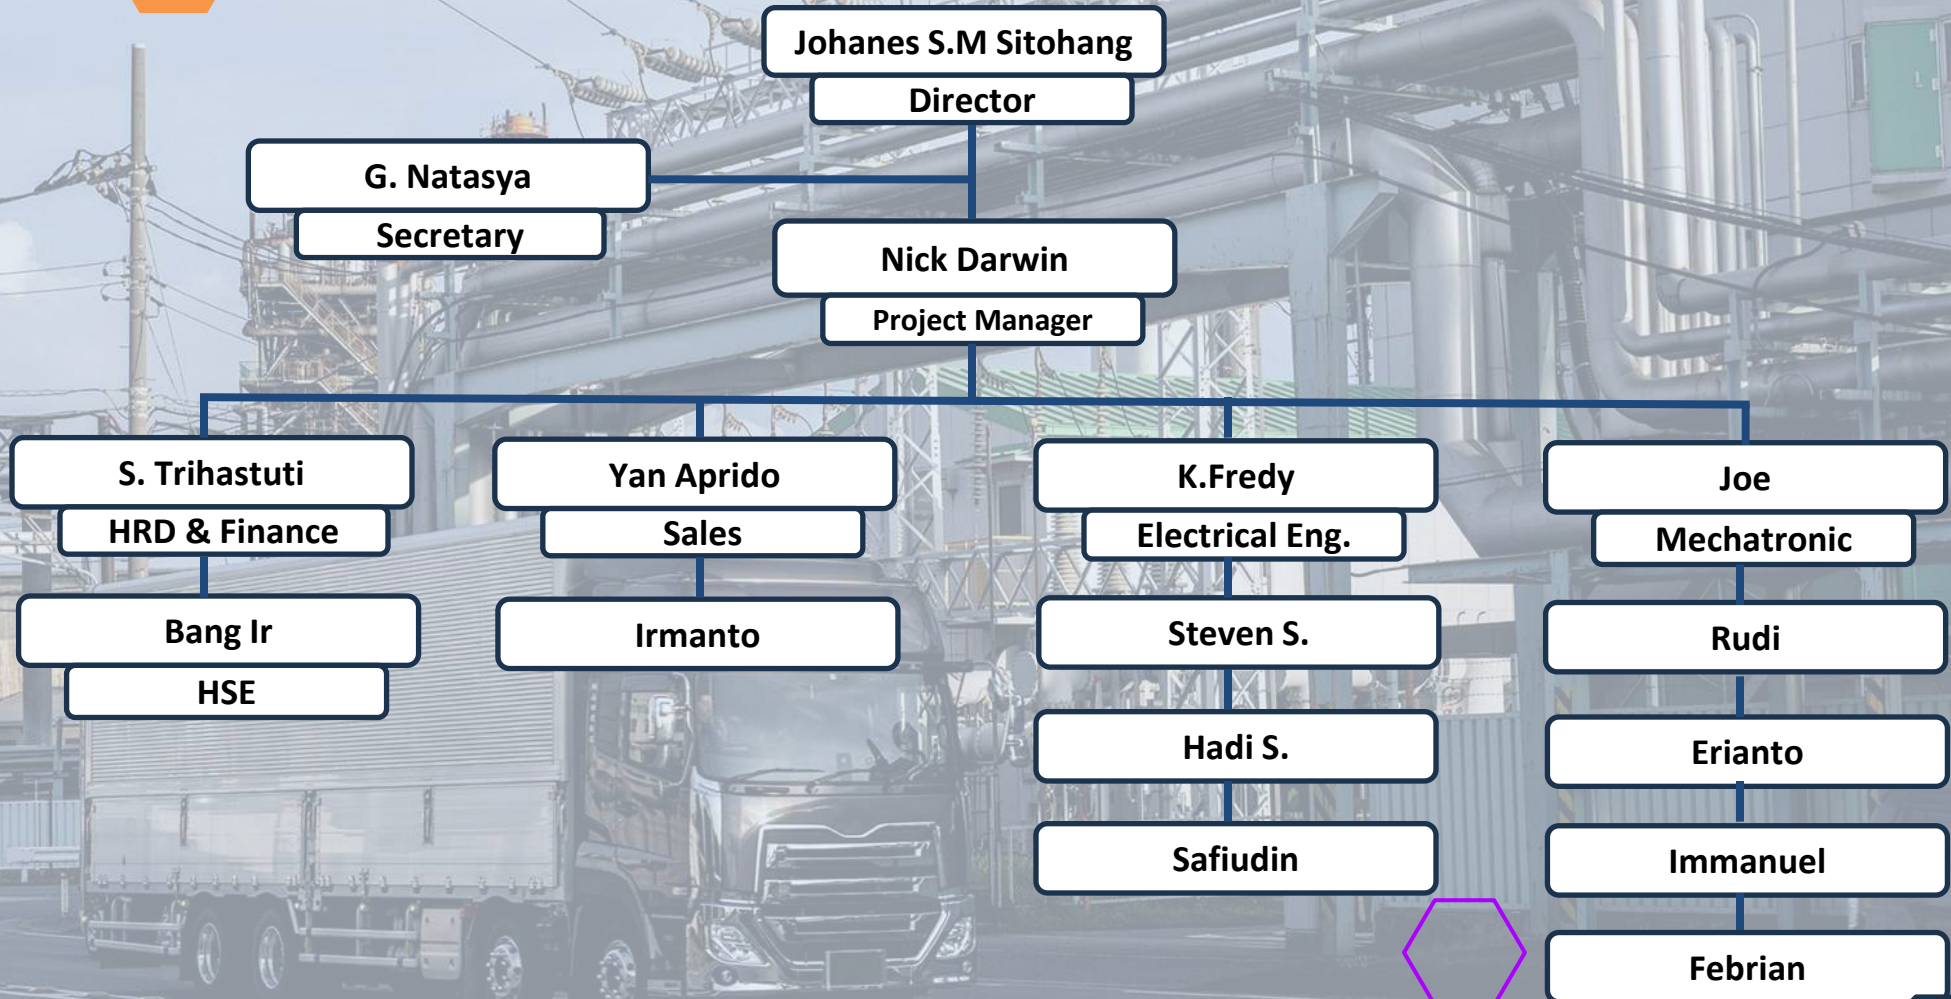 Johanes S.M Sitohang
Director
G. Natasya
Secretary
Nick Darwin
Project Manager
S. Trihastuti
HRD & Finance
Yan Aprido
Sales
K.Fredy
Electrical Eng.
Joe
Mechatronic
Bang Ir
HSE
Irmanto
Steven S.
Rudi
Hadi S.
Erianto
Safiudin
Immanuel
Febrian